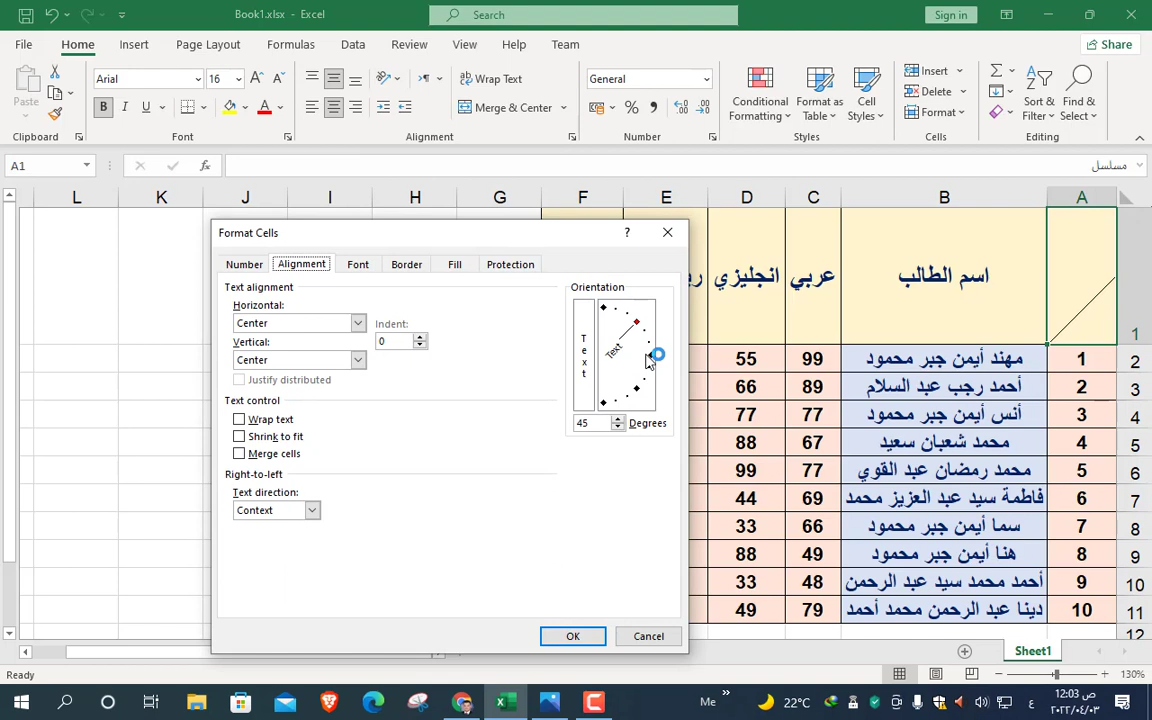 Book1.xlsx - Excel
Search
Sign in
File Home Insert Page Layout Formulas Data Review View Help Team
Share
Paste
Clipboard
Arial 16
B I U
Font
Wrap Text
Merge & Center
Alignment
General
Number
Conditional Formatting
Format as Table
Cell Styles
Styles
Insert
Delete
Format
Cells
Sort & Filter
Find & Select
Editing
A1
مسلسل
L K J I H G F E D C B A
اسم الطالب
عربي
انجليزي
1
2 1 مهند أيمن جبر محمود 99 55
3 2 أحمد رجب عبد السلام 89 66
4 3 أنس أيمن جبر محمود 77 77
5 4 محمد شعبان سعيد 67 88
6 5 محمد رمضان عبد القوي 77 99
7 6 فاطمة سيد عبد العزيز محمد 69 44
8 7 سما أيمن جبر محمود 66 33
9 8 هنا أيمن جبر محمود 49 88
10 9 أحمد محمد سيد عبد الرحمن 48 33
11 10 دينا عبد الرحمن محمد أحمد 79 49
12
Format Cells
?
Number Alignment Font Border Fill Protection
Text alignment
Horizontal:
Center
Indent:
0
Vertical:
Center
Justify distributed
Text control
Wrap text
Shrink to fit
Merge cells
Right-to-left
Text direction:
Context
Orientation
Text
Text
45 Degrees
OK Cancel
Sheet1
Ready
130%
Me
22°C
ع
12:03 ص
٢٠٢٢/٠٤/٠٣